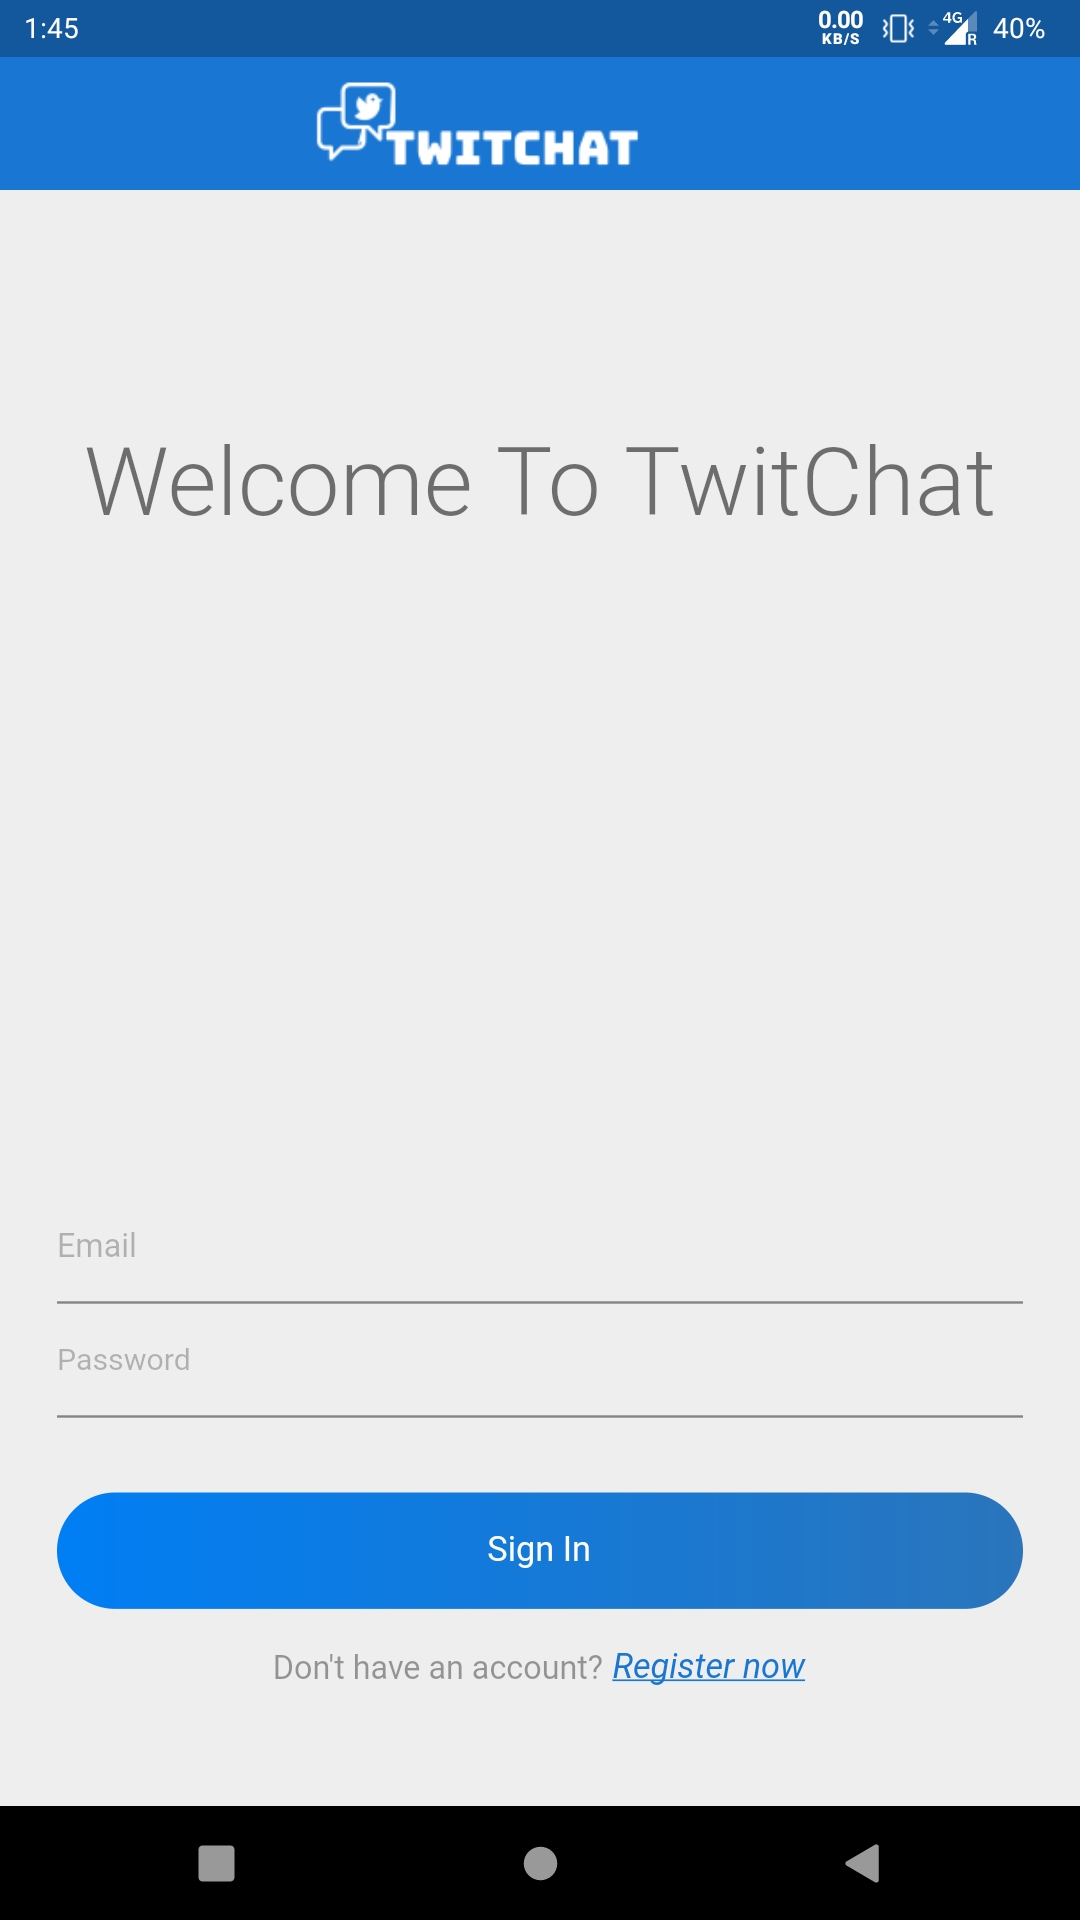 1:45 0.00 KB/S 4G R 40%
TWITCHAT
Welcome To TwitChat
Email
Password
Sign In
Don't have an account? Register now